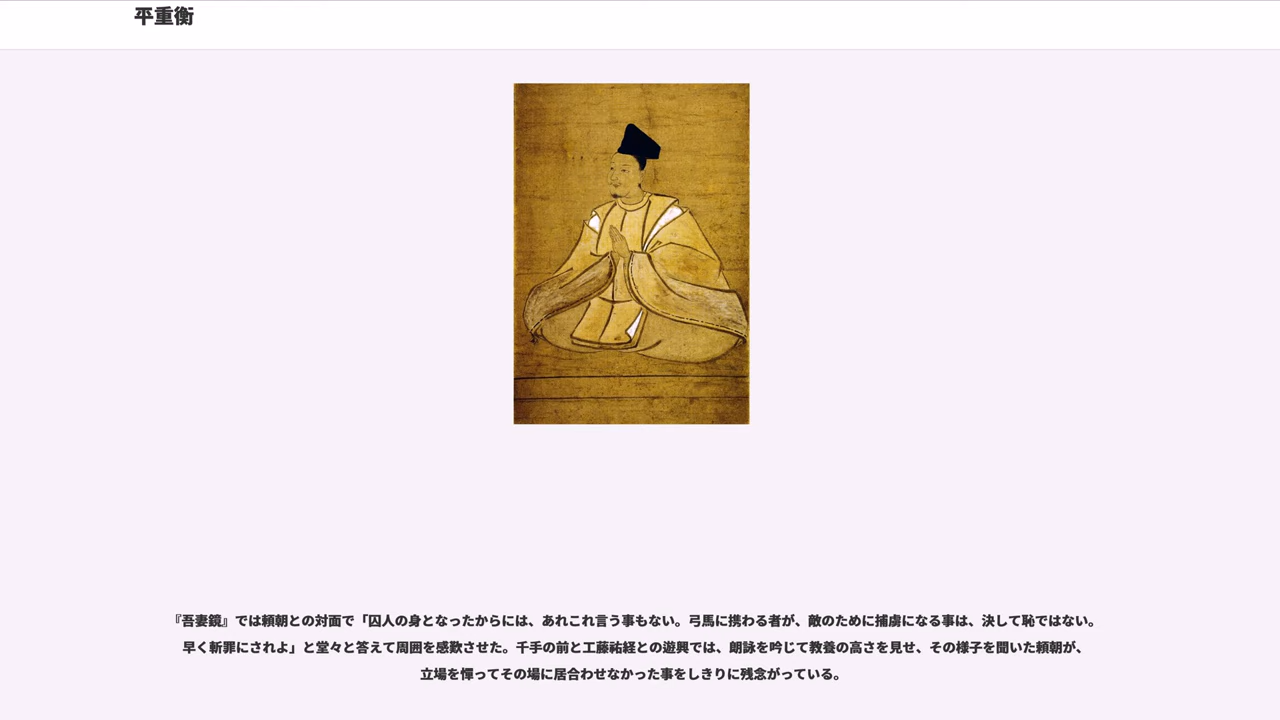 平重衡
『吾妻鏡』では頼朝との対面で「囚人の身となったからには、あれこれ言う事もない。弓馬に携わる者が、敵のために捕虜になる事は、決して恥ではない。
早く斬罪にされよ」と堂々と答えて周囲を感歎させた。千手の前と工藤祐経との遊興では、朗詠を吟じて教養の高さを見せ、その様子を聞いた頼朝が、
立場を憚ってその場に居合わせなかった事をしきりに残念がっている。